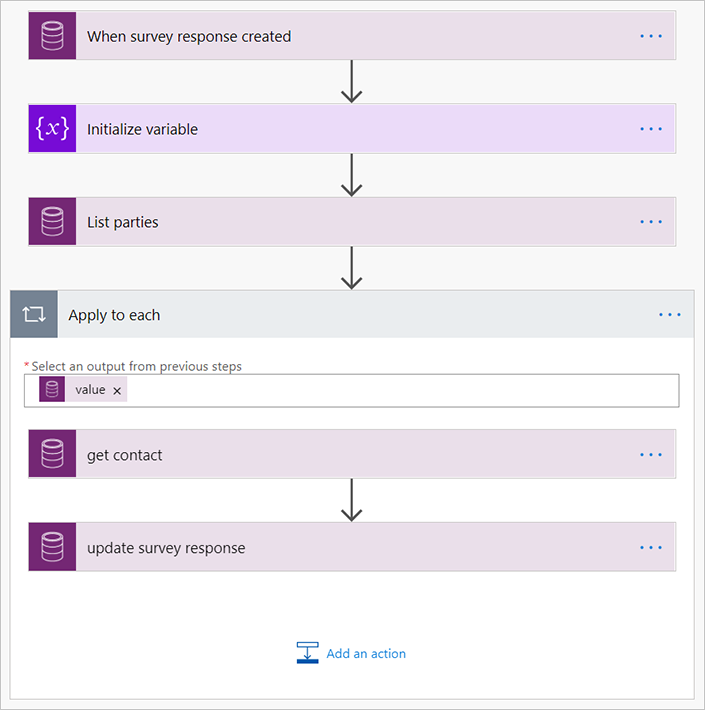 When survey response created
{x} Initialize variable
List parties
Apply to each
* Select an output from previous steps
value ×
get contact
update survey response
Add an action